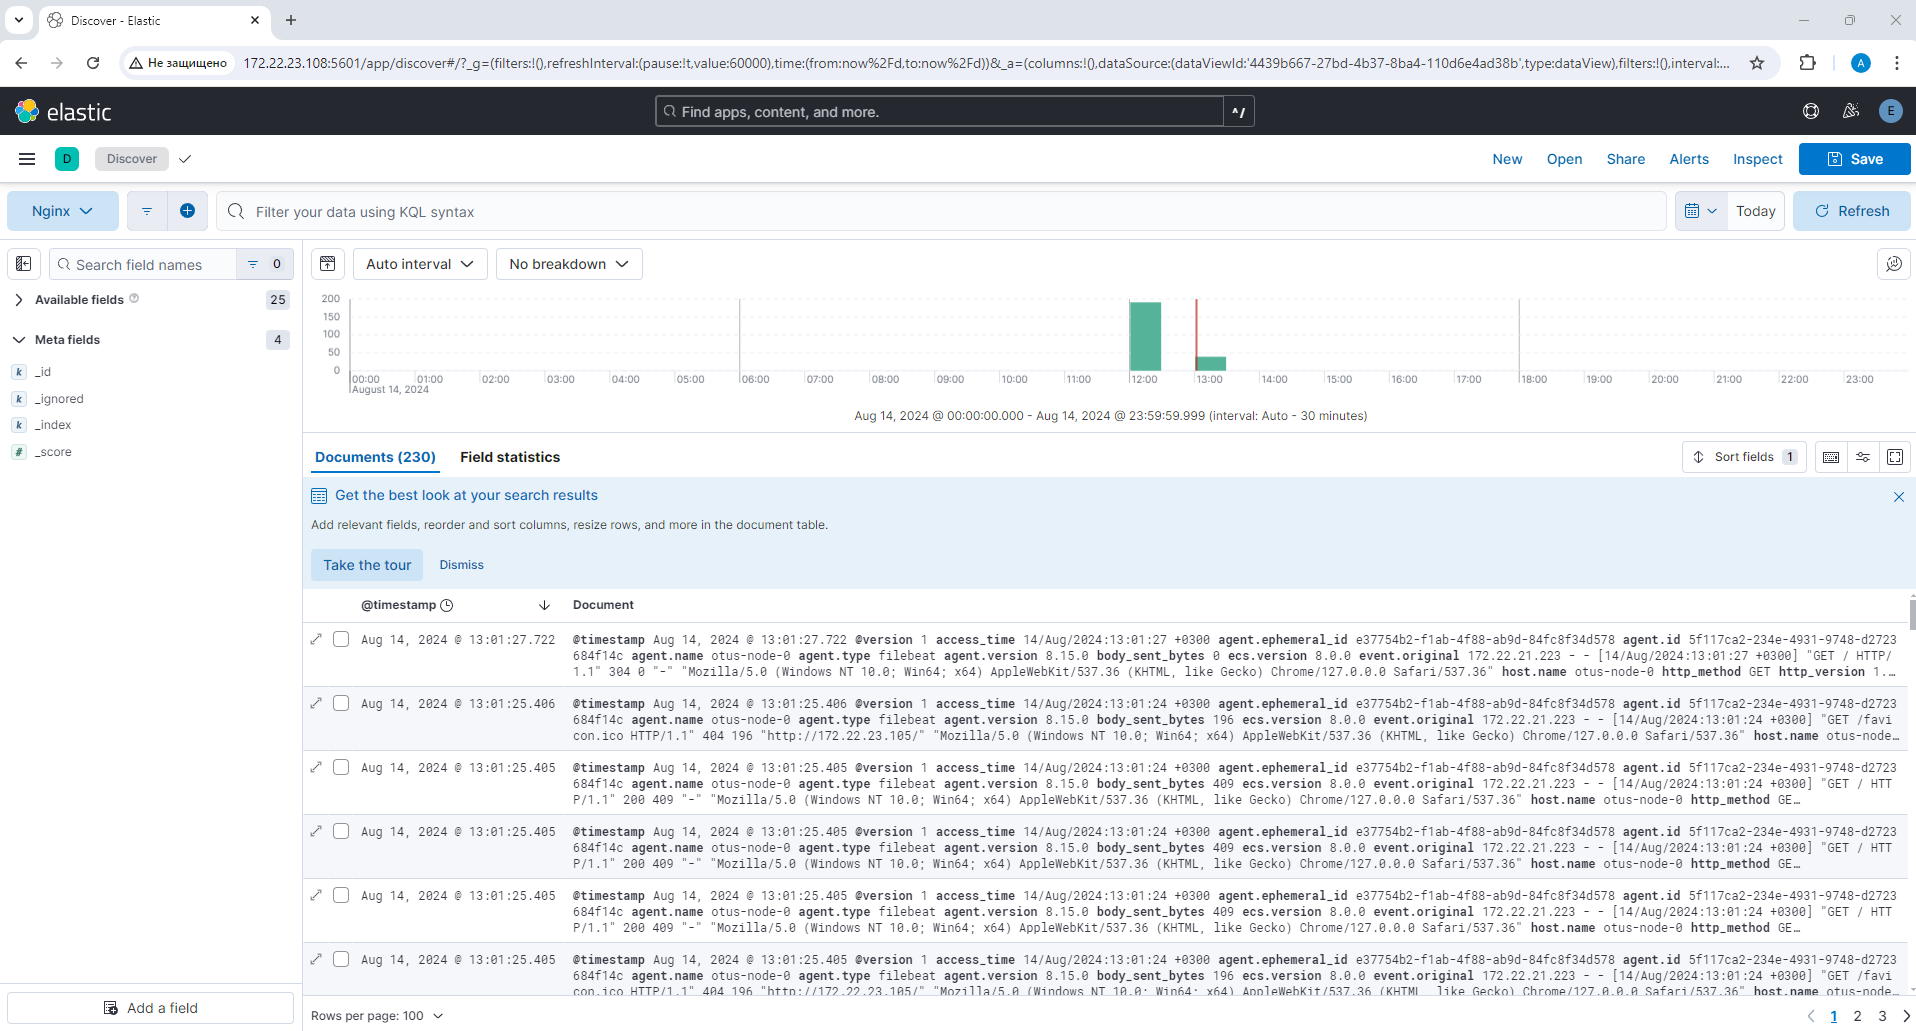 Discover - Elastic
Не защищено
172.22.23.108:5601/app/discover#/?_g=(filters:!(),refreshInterval:(pause:!t,value:60000),time:(from:now%2Fd,to:now%2Fd))&_a=(columns:!(),dataSource:(dataViewId:'4439b667-27bd-4b37-8ba4-110d6e4ad38b',type:dataView),filters:!(),interval:...
A
elastic
Find apps, content, and more.
^/
E
D
Discover
New
Open
Share
Alerts
Inspect
Save
Nginx
Filter your data using KQL syntax
Today
Refresh
Search field names
0
Available fields
25
Meta fields
4
k _id
k _ignored
k _index
# _score
Add a field
Auto interval
No breakdown
200
150
100
50
0
00:00 01:00 02:00 03:00 04:00 05:00 06:00 07:00 08:00 09:00 10:00 11:00 12:00 13:00 14:00 15:00 16:00 17:00 18:00 19:00 20:00 21:00 22:00 23:00
August 14, 2024
Aug 14, 2024 @ 00:00:00.000 - Aug 14, 2024 @ 23:59:59.999 (interval: Auto - 30 minutes)
Documents (230)
Field statistics
Sort fields 1
Get the best look at your search results
Add relevant fields, reorder and sort columns, resize rows, and more in the document table.
Take the tour
Dismiss
@timestamp
Document
Aug 14, 2024 @ 13:01:27.722
@timestamp Aug 14, 2024 @ 13:01:27.722 @version 1 access_time 14/Aug/2024:13:01:27 +0300 agent.ephemeral_id e37754b2-f1ab-4f88-ab9d-84fc8f34d578 agent.id 5f117ca2-234e-4931-9748-d2723
684f14c agent.name otus-node-0 agent.type filebeat agent.version 8.15.0 body_sent_bytes 0 ecs.version 8.0.0 event.original 172.22.21.223 - - [14/Aug/2024:13:01:27 +0300] "GET / HTTP/
1.1" 304 0 "-" "Mozilla/5.0 (Windows NT 10.0; Win64; x64) AppleWebKit/537.36 (KHTML, like Gecko) Chrome/127.0.0.0 Safari/537.36" host.name otus-node-0 http_method GET http_version 1.…
Aug 14, 2024 @ 13:01:25.406
@timestamp Aug 14, 2024 @ 13:01:25.406 @version 1 access_time 14/Aug/2024:13:01:24 +0300 agent.ephemeral_id e37754b2-f1ab-4f88-ab9d-84fc8f34d578 agent.id 5f117ca2-234e-4931-9748-d2723
684f14c agent.name otus-node-0 agent.type filebeat agent.version 8.15.0 body_sent_bytes 196 ecs.version 8.0.0 event.original 172.22.21.223 - - [14/Aug/2024:13:01:24 +0300] "GET /favi
con.ico HTTP/1.1" 404 196 "http://172.22.23.105/" "Mozilla/5.0 (Windows NT 10.0; Win64; x64) AppleWebKit/537.36 (KHTML, like Gecko) Chrome/127.0.0.0 Safari/537.36" host.name otus-node…
Aug 14, 2024 @ 13:01:25.405
@timestamp Aug 14, 2024 @ 13:01:25.405 @version 1 access_time 14/Aug/2024:13:01:24 +0300 agent.ephemeral_id e37754b2-f1ab-4f88-ab9d-84fc8f34d578 agent.id 5f117ca2-234e-4931-9748-d2723
684f14c agent.name otus-node-0 agent.type filebeat agent.version 8.15.0 body_sent_bytes 409 ecs.version 8.0.0 event.original 172.22.21.223 - - [14/Aug/2024:13:01:24 +0300] "GET / HTT
P/1.1" 200 409 "-" "Mozilla/5.0 (Windows NT 10.0; Win64; x64) AppleWebKit/537.36 (KHTML, like Gecko) Chrome/127.0.0.0 Safari/537.36" host.name otus-node-0 http_method GE…
Aug 14, 2024 @ 13:01:25.405
@timestamp Aug 14, 2024 @ 13:01:25.405 @version 1 access_time 14/Aug/2024:13:01:24 +0300 agent.ephemeral_id e37754b2-f1ab-4f88-ab9d-84fc8f34d578 agent.id 5f117ca2-234e-4931-9748-d2723
684f14c agent.name otus-node-0 agent.type filebeat agent.version 8.15.0 body_sent_bytes 409 ecs.version 8.0.0 event.original 172.22.21.223 - - [14/Aug/2024:13:01:24 +0300] "GET / HTT
P/1.1" 200 409 "-" "Mozilla/5.0 (Windows NT 10.0; Win64; x64) AppleWebKit/537.36 (KHTML, like Gecko) Chrome/127.0.0.0 Safari/537.36" host.name otus-node-0 http_method GE…
Aug 14, 2024 @ 13:01:25.405
@timestamp Aug 14, 2024 @ 13:01:25.405 @version 1 access_time 14/Aug/2024:13:01:24 +0300 agent.ephemeral_id e37754b2-f1ab-4f88-ab9d-84fc8f34d578 agent.id 5f117ca2-234e-4931-9748-d2723
684f14c agent.name otus-node-0 agent.type filebeat agent.version 8.15.0 body_sent_bytes 409 ecs.version 8.0.0 event.original 172.22.21.223 - - [14/Aug/2024:13:01:24 +0300] "GET / HTT
P/1.1" 200 409 "-" "Mozilla/5.0 (Windows NT 10.0; Win64; x64) AppleWebKit/537.36 (KHTML, like Gecko) Chrome/127.0.0.0 Safari/537.36" host.name otus-node-0 http_method GE…
Aug 14, 2024 @ 13:01:25.405
@timestamp Aug 14, 2024 @ 13:01:25.405 @version 1 access_time 14/Aug/2024:13:01:24 +0300 agent.ephemeral_id e37754b2-f1ab-4f88-ab9d-84fc8f34d578 agent.id 5f117ca2-234e-4931-9748-d2723
684f14c agent.name otus-node-0 agent.type filebeat agent.version 8.15.0 body_sent_bytes 196 ecs.version 8.0.0 event.original 172.22.21.223 - - [14/Aug/2024:13:01:24 +0300] "GET /favi
con.ico HTTP/1.1" 404 196 "http://172.22.23.105/" "Mozilla/5.0 (Windows NT 10.0; Win64; x64) AppleWebKit/537.36 (KHTML, like Gecko) Chrome/127.0.0.0 Safari/537.36" host.name otus-node…
Rows per page: 100
1 2 3